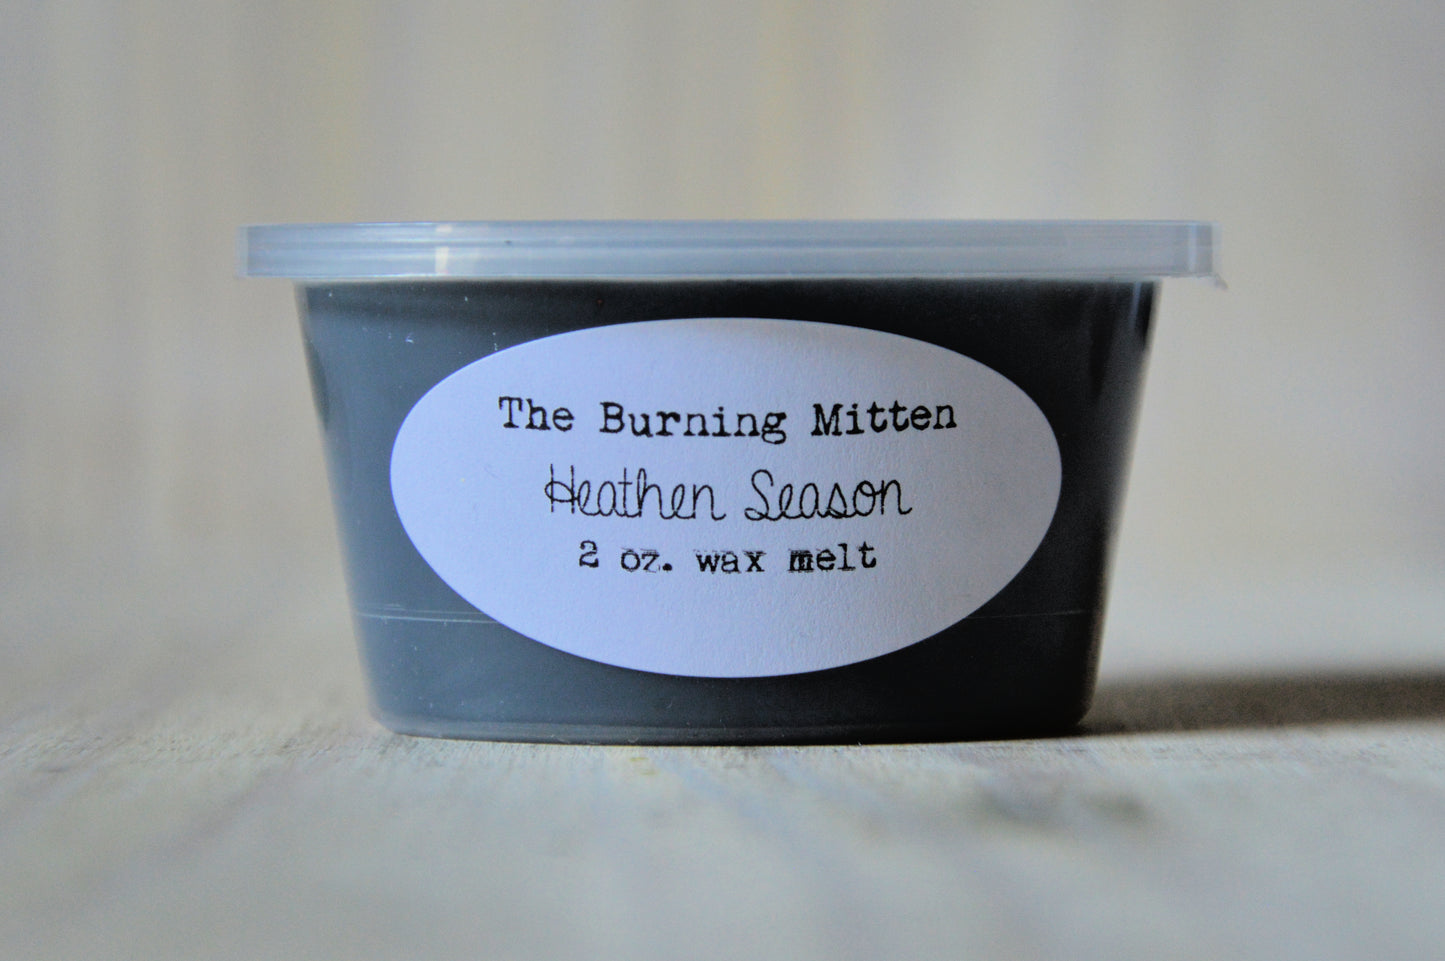 The Burning Mitten
Heathen Season
2 oz. wax melt